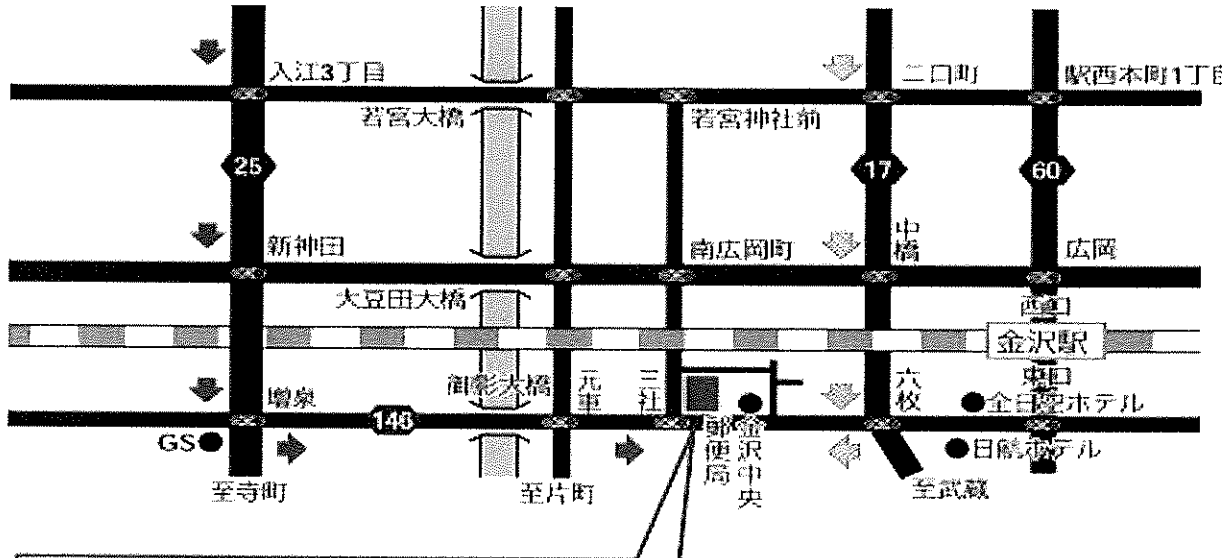 入江3丁目
二口町
駅西本町1丁目
若宮大橋
若宮神社前
25
17
60
新神田
南広岡町
中橋
広岡
大豆田大橋
西口
金沢駅
東口
増泉
御影大橋
元車
三社
六枚
全日空ホテル
GS
146
郵便局
金沢中央
日航ホテル
至寺町
至片町
至武蔵